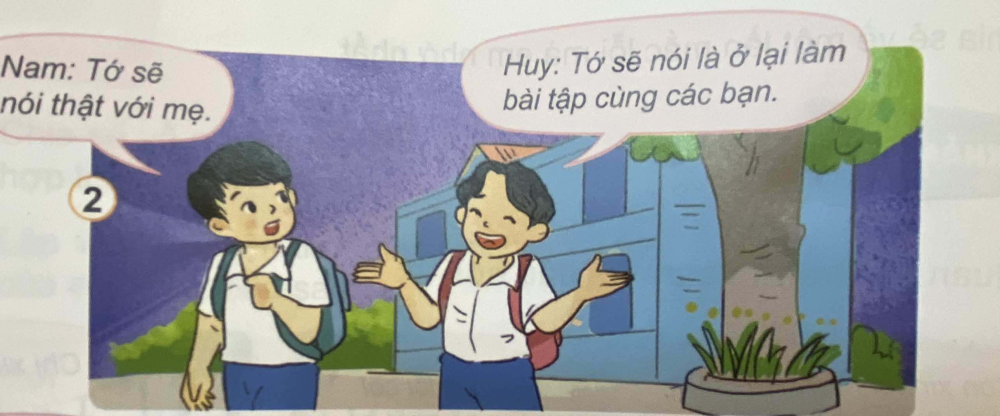 Nam: Tớ sẽ
nói thật với mẹ.
Huy: Tớ sẽ nói là ở lại làm
bài tập cùng các bạn.
2